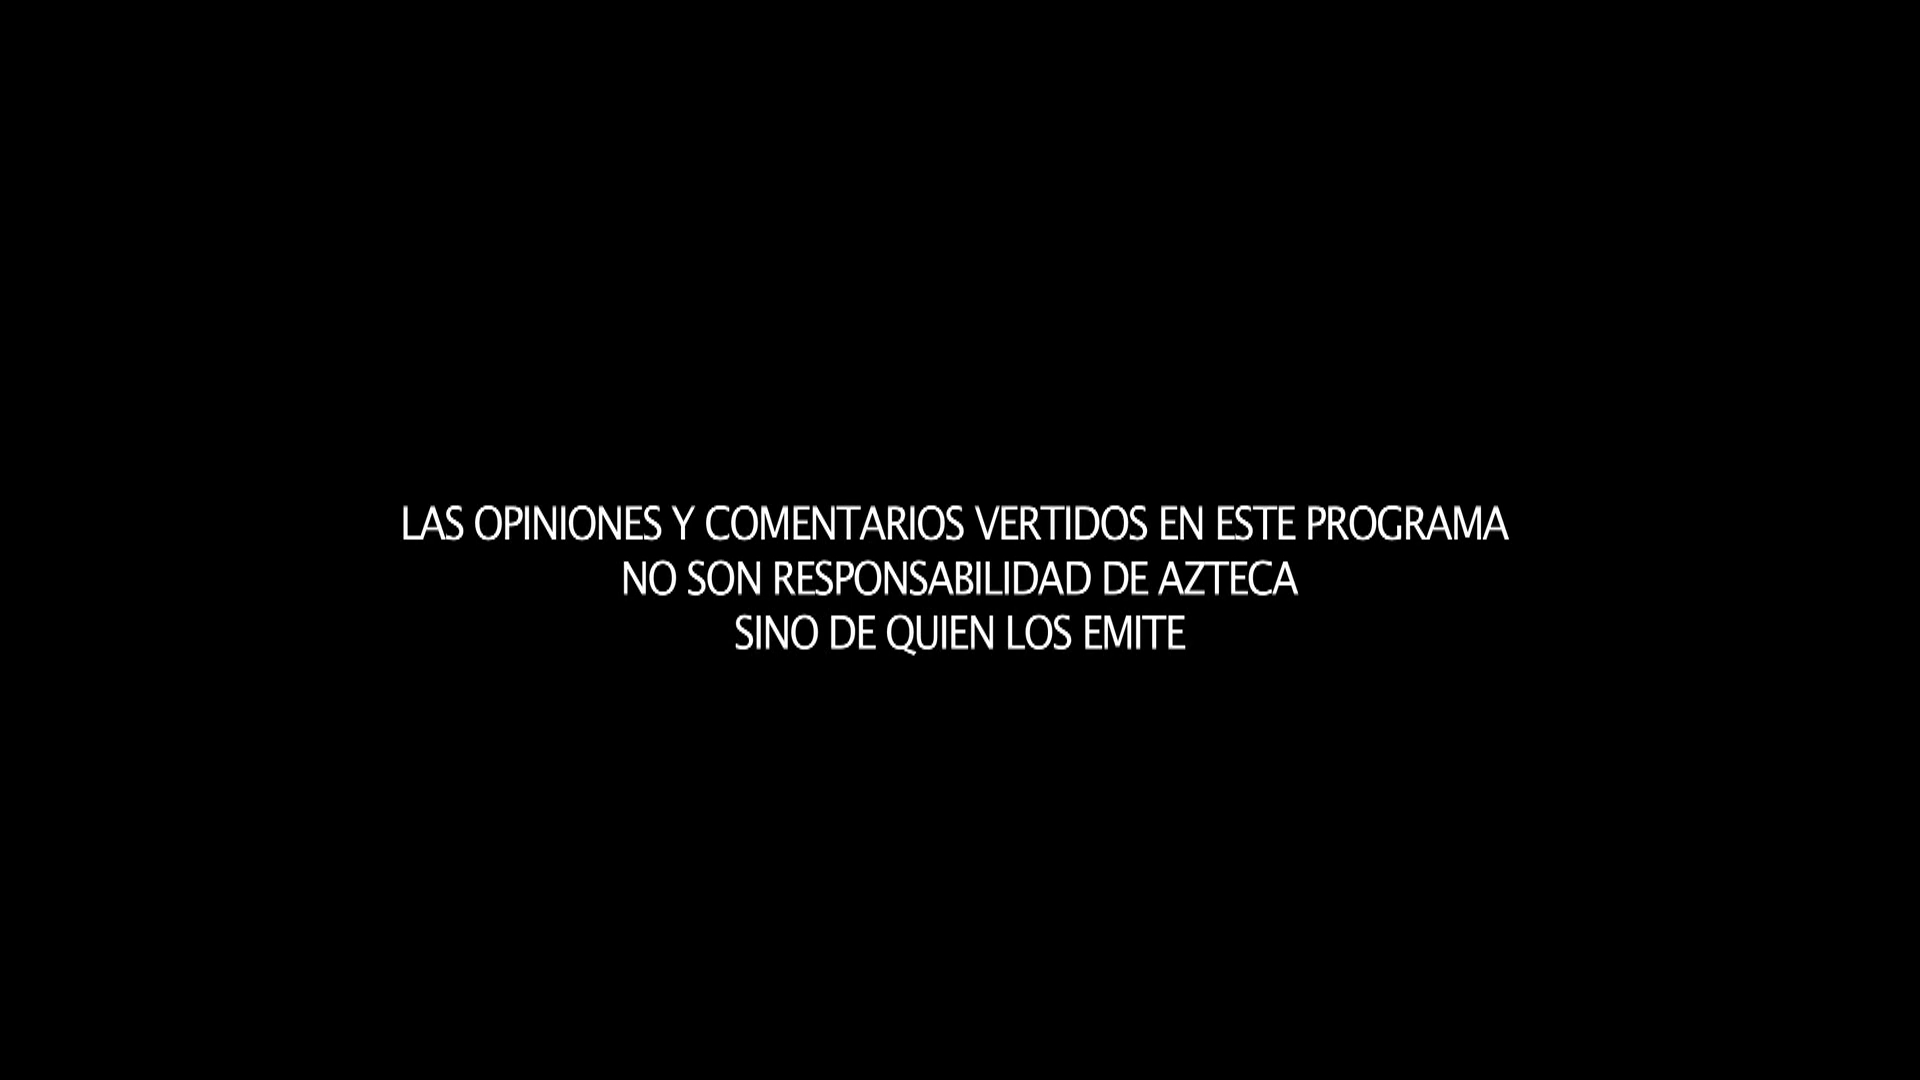 LAS OPINIONES Y COMENTARIOS VERTIDOS EN ESTE PROGRAMA
NO SON RESPONSABILIDAD DE AZTECA
SINO DE QUIEN LOS EMITE